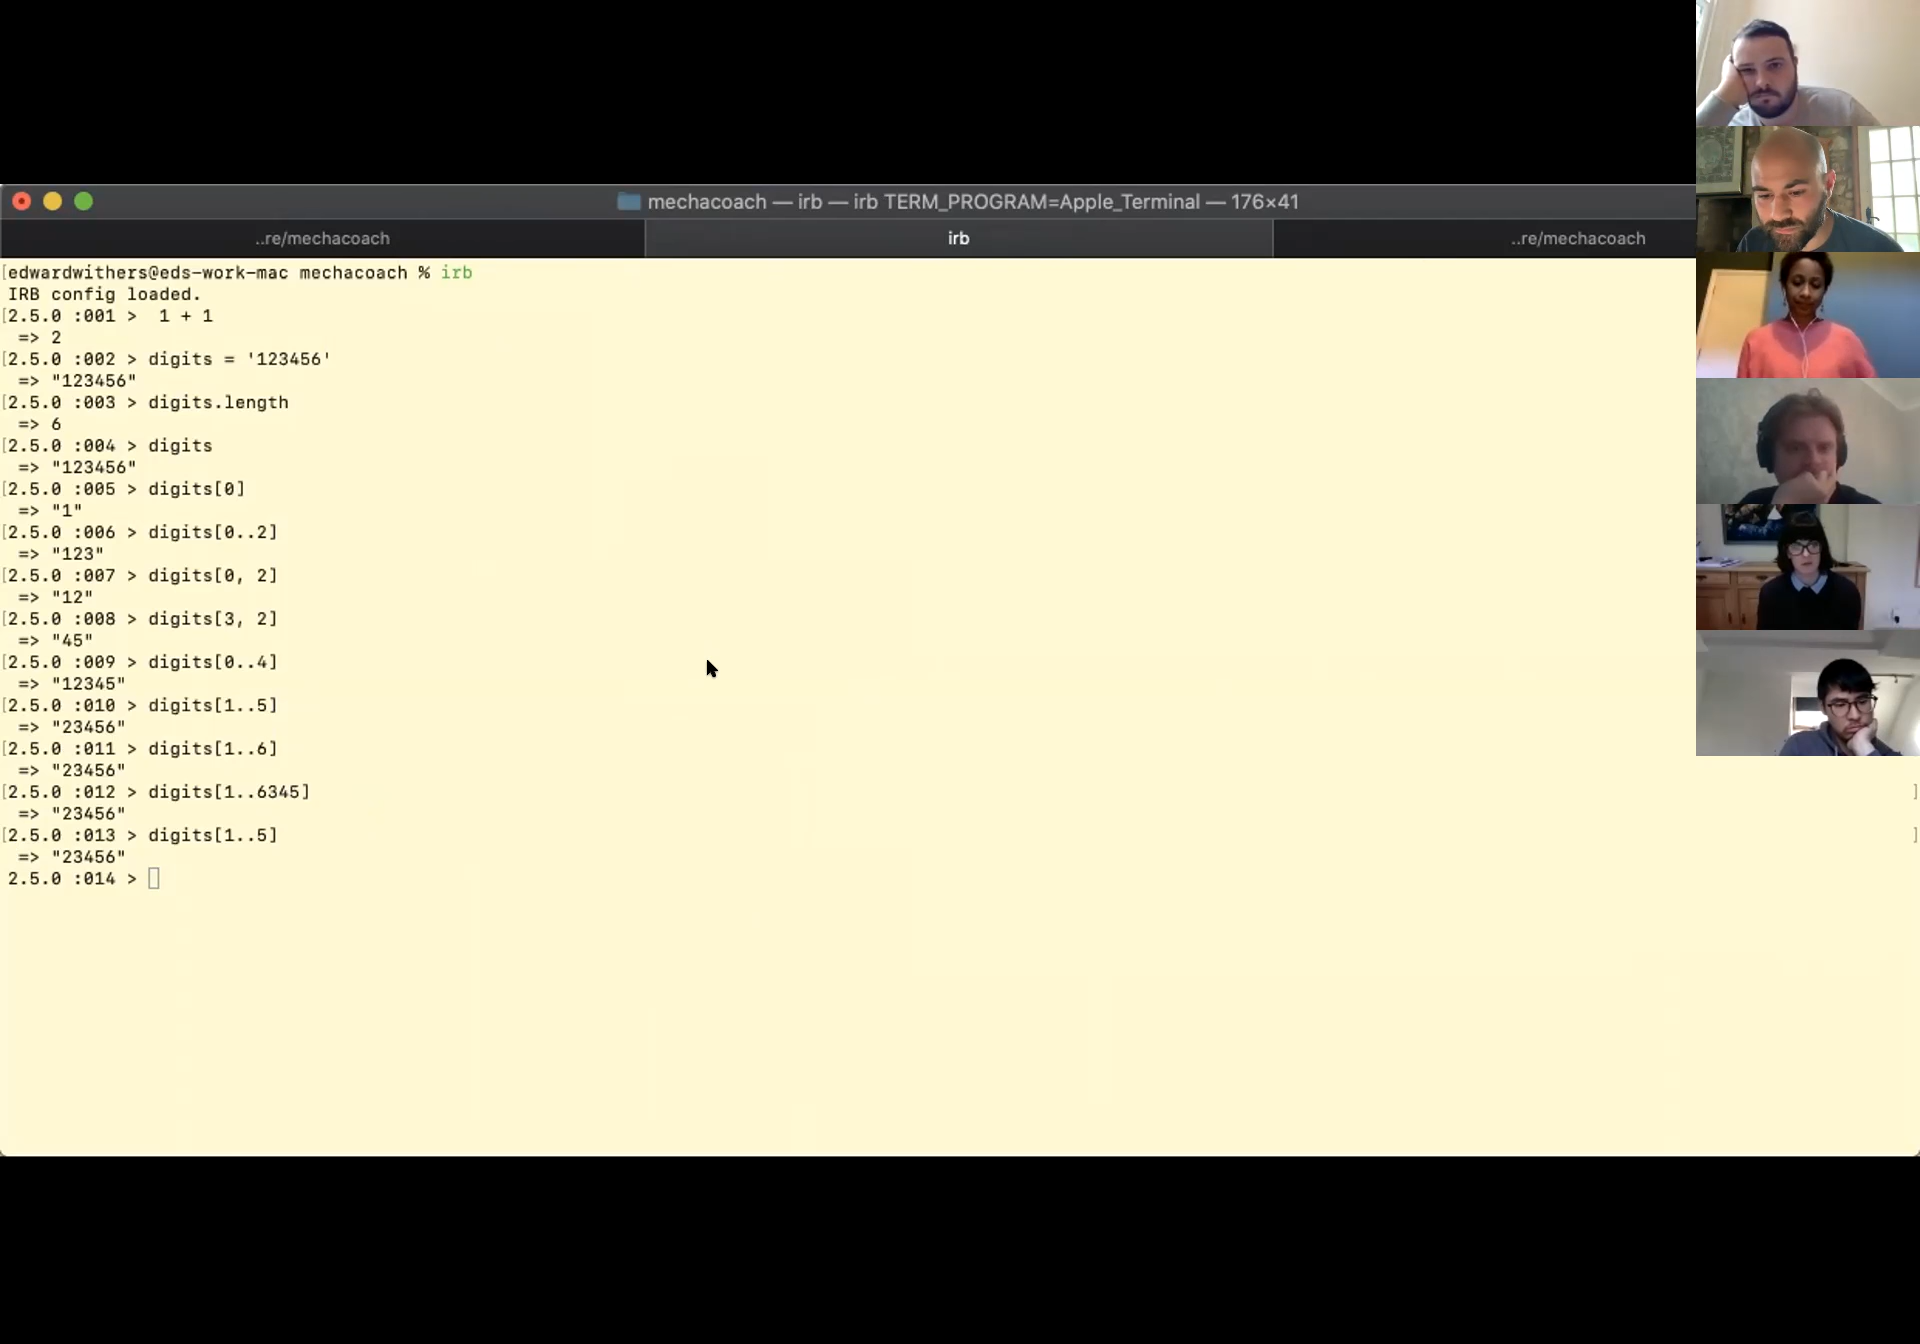 mechacoach — irb — irb TERM_PROGRAM=Apple_Terminal — 176×41
..re/mechacoach
irb
..re/mechacoach
[edwardwithers@eds-work-mac mechacoach % irb
IRB config loaded.
[2.5.0 :001 >  1 + 1
=> 2
[2.5.0 :002 > digits = '123456'
=> "123456"
[2.5.0 :003 > digits.length
=> 6
[2.5.0 :004 > digits
=> "123456"
[2.5.0 :005 > digits[0]
=> "1"
[2.5.0 :006 > digits[0..2]
=> "123"
[2.5.0 :007 > digits[0, 2]
=> "12"
[2.5.0 :008 > digits[3, 2]
=> "45"
[2.5.0 :009 > digits[0..4]
=> "12345"
[2.5.0 :010 > digits[1..5]
=> "23456"
[2.5.0 :011 > digits[1..6]
=> "23456"
[2.5.0 :012 > digits[1..6345] ]
=> "23456"
[2.5.0 :013 > digits[1..5] ]
=> "23456"
2.5.0 :014 >